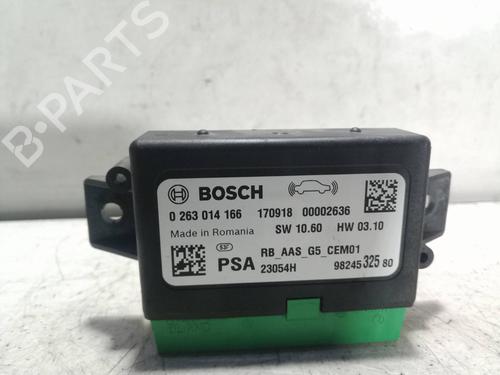 BOSCH
0 263 014 166 170918 00002636
Made in Romania SW 10.60 HW 03.10
RB_AAS_G5_CEM01
PSA 23054H 98245 325 80